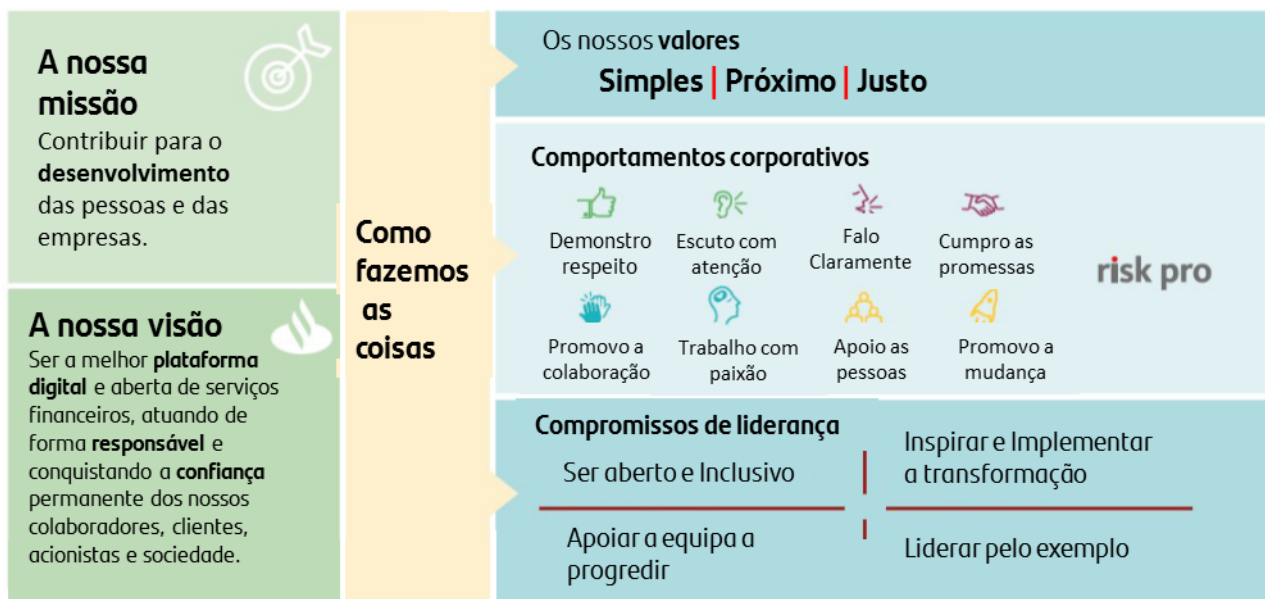 A nossa
missão
Contribuir para o
desenvolvimento
das pessoas e das
empresas.
A nossa visão
Ser a melhor plataforma
digital e aberta de serviços
financeiros, atuando de
forma responsável e
conquistando a confiança
permanente dos nossos
colaboradores, clientes,
acionistas e sociedade.
Como
fazemos
as
coisas
Os nossos valores
Simples | Próximo | Justo
Comportamentos corporativos
Demonstro
respeito
Escuto com
atenção
Falo
Claramente
Cumpro as
promessas
Promovo a
colaboração
Trabalho com
paixão
Apoio as
pessoas
Promovo a
mudança
risk pro
Compromissos de liderança
Ser aberto e Inclusivo
Inspirar e Implementar
a transformação
Apoiar a equipa a
progredir
Liderar pelo exemplo